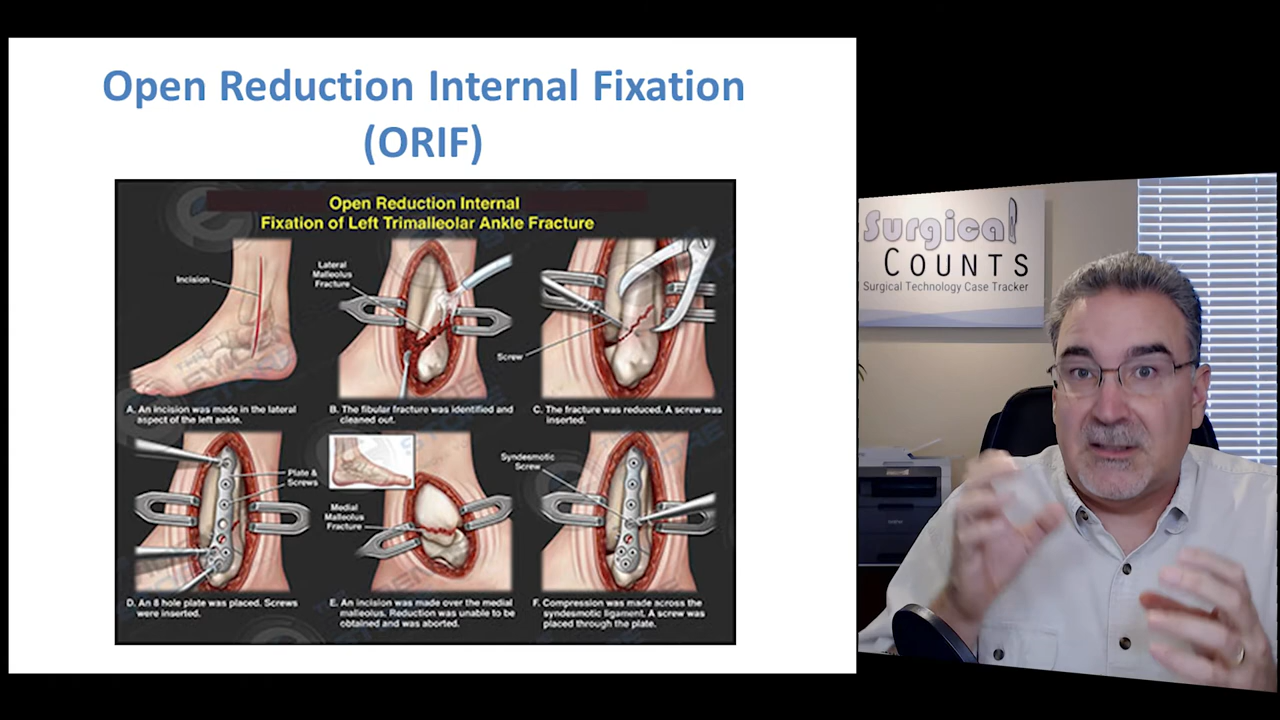 Open Reduction Internal Fixation
(ORIF)
Open Reduction Internal
Fixation of Left Trimalleolar Ankle Fracture
Incision
Lateral
Malleolus
Fracture
Screw
A. An incision was made in the lateral
aspect of the left ankle.
B. The fibular fracture was identified and
cleaned out.
C. The fracture was reduced. A screw was
inserted.
Plate &
Screws
Medial
Malleolus
Fracture
Syndesmotic
Screw
D. An 8 hole plate was placed. Screws
were inserted.
E. An incision was made over the medial
malleolus. Reduction was unable to be
obtained and was aborted.
F. Compression was made across the
syndesmotic ligament. A screw was
placed through the plate.
Surgical
COUNTS
Surgical Technology Case Tracker